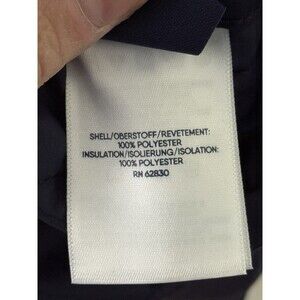 SHELL/OBERSTOFF/REVETEMENT:
100% POLYESTER
INSULATION/ISOLIERUNG/ISOLATION:
100% POLYESTER
RN 62830